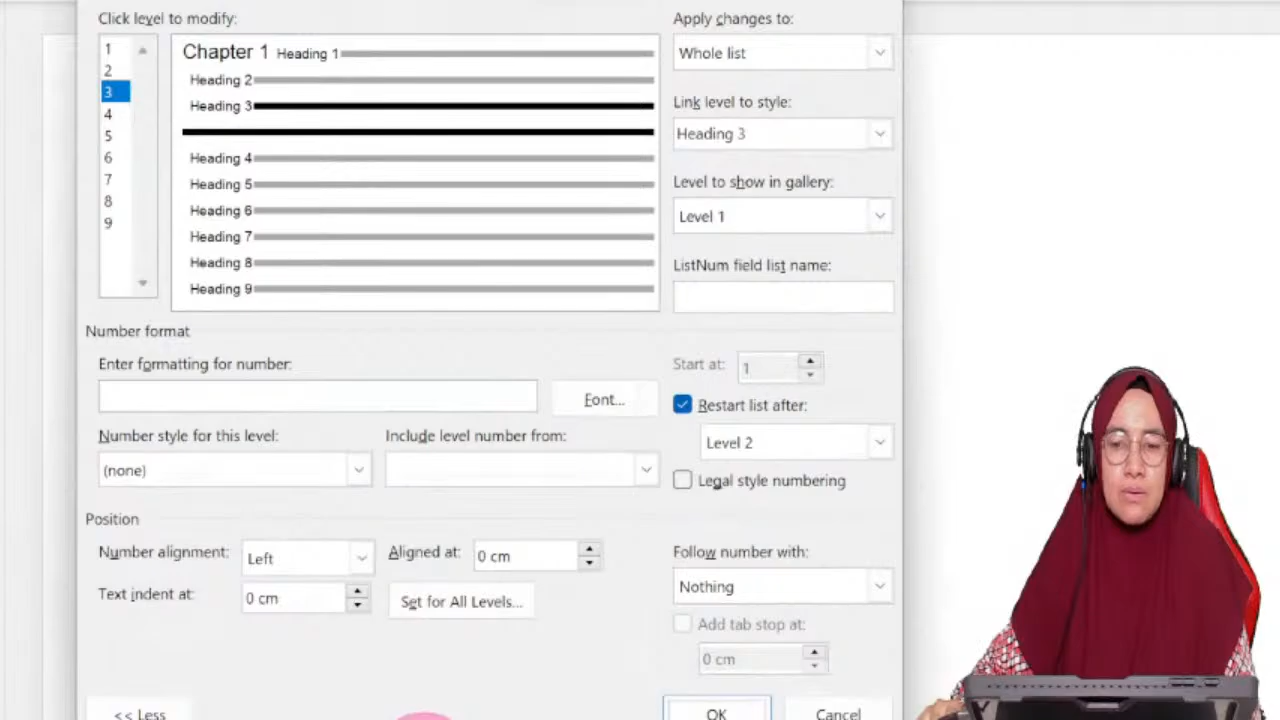 Click level to modify:
Apply changes to:
1
2
3
4
5
6
7
8
9
Chapter 1 Heading 1
Heading 2
Heading 3
Heading 4
Heading 5
Heading 6
Heading 7
Heading 8
Heading 9
Whole list
Link level to style:
Heading 3
Level to show in gallery:
Level 1
ListNum field list name:
Number format
Enter formatting for number:
Font...
Start at: 1
Restart list after:
Level 2
Legal style numbering
Number style for this level:
(none)
Include level number from:
Position
Number alignment: Left
Aligned at: 0 cm
Text indent at: 0 cm
Set for All Levels...
Follow number with:
Nothing
Add tab stop at:
0 cm
<< Less
OK
Cancel